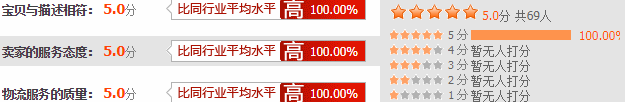 宝贝与描述相符： 5.0分 比同行业平均水平 高 100.00%
卖家的服务态度： 5.0分 比同行业平均水平 高 100.00%
物流服务的质量： 5.0分 比同行业平均水平 高 100.00%
5.0分 共69人
5 分 100.00%
4 分 暂无人打分
3 分 暂无人打分
2 分 暂无人打分
1 分 暂无人打分